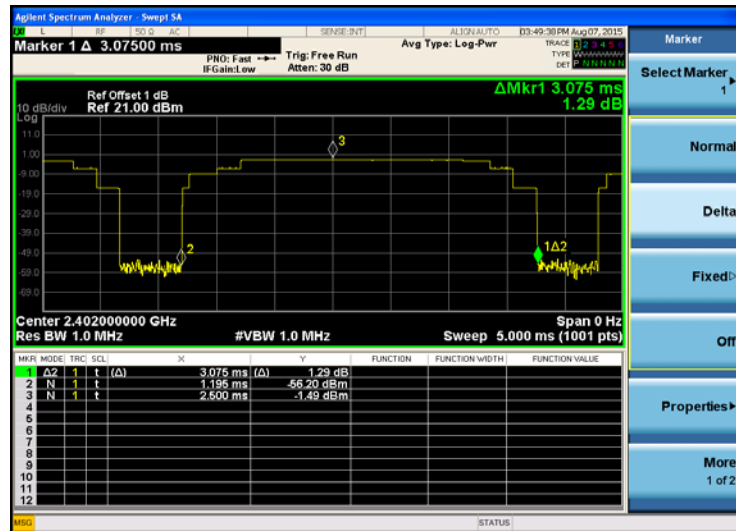 Agilent Spectrum Analyzer - Swept SA
L RF 50 Ω AC SENSE:INT ALIGNAUTO 03:49:38 PM Aug 07, 2015
Marker 1 Δ 3.07500 ms
PNO: Fast
IFGain:Low
Trig: Free Run
Atten: 30 dB
Avg Type: Log-Pwr
TRACE 1 2 3 4 5 6
TYPE
DET P N N N N N
Ref Offset 1 dB
10 dB/div Ref 21.00 dBm
Log
ΔMkr1 3.075 ms
1.29 dB
11.0
1.00
-9.00
-19.0
-29.0
-39.0
-49.0
-59.0
-69.0
3
2
1Δ2
Center 2.402000000 GHz Span 0 Hz
Res BW 1.0 MHz #VBW 1.0 MHz Sweep 5.000 ms (1001 pts)
MKR MODE TRC SCL X Y FUNCTION FUNCTION WIDTH FUNCTION VALUE
1 Δ2 1 t (Δ) 3.075 ms (Δ) 1.29 dB
2 N 1 t 1.195 ms -56.20 dBm
3 N 1 t 2.500 ms -1.49 dBm
4
5
6
7
8
9
10
11
12
MSG STATUS
Marker
Select Marker
1
Normal
Delta
Fixed
Off
Properties
More
1 of 2